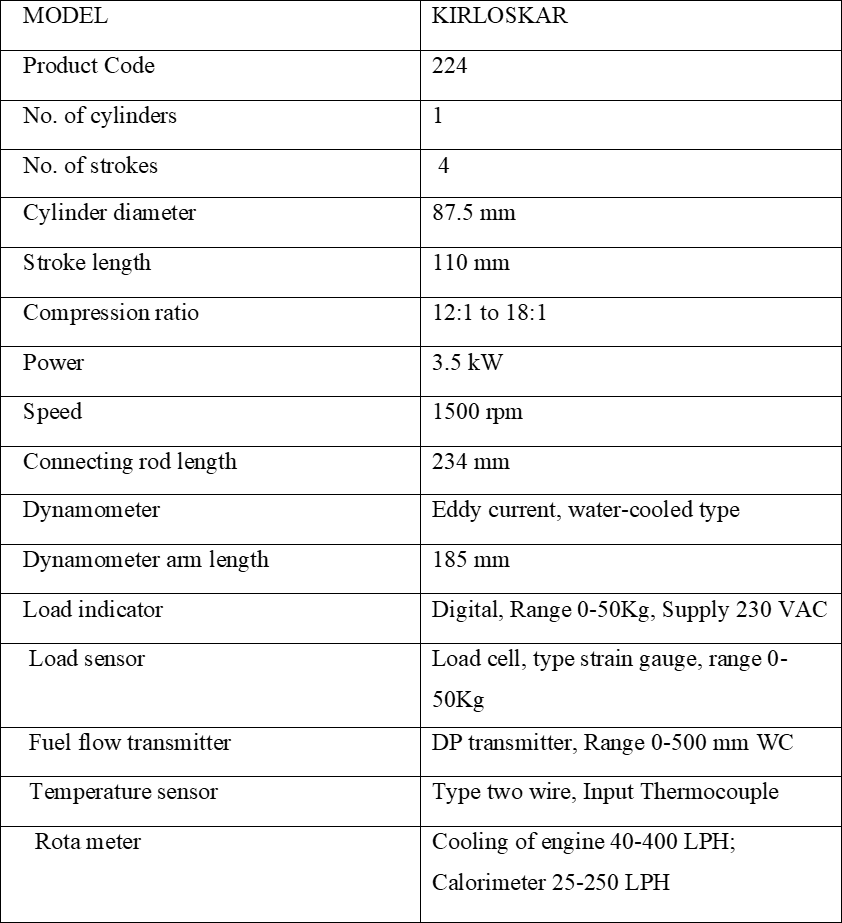 MODEL KIRLOSKAR
Product Code 224
No. of cylinders 1
No. of strokes 4
Cylinder diameter 87.5 mm
Stroke length 110 mm
Compression ratio 12:1 to 18:1
Power 3.5 kW
Speed 1500 rpm
Connecting rod length 234 mm
Dynamometer Eddy current, water-cooled type
Dynamometer arm length 185 mm
Load indicator Digital, Range 0-50Kg, Supply 230 VAC
Load sensor Load cell, type strain gauge, range 0-
50Kg
Fuel flow transmitter DP transmitter, Range 0-500 mm WC
Temperature sensor Type two wire, Input Thermocouple
Rota meter Cooling of engine 40-400 LPH;
Calorimeter 25-250 LPH